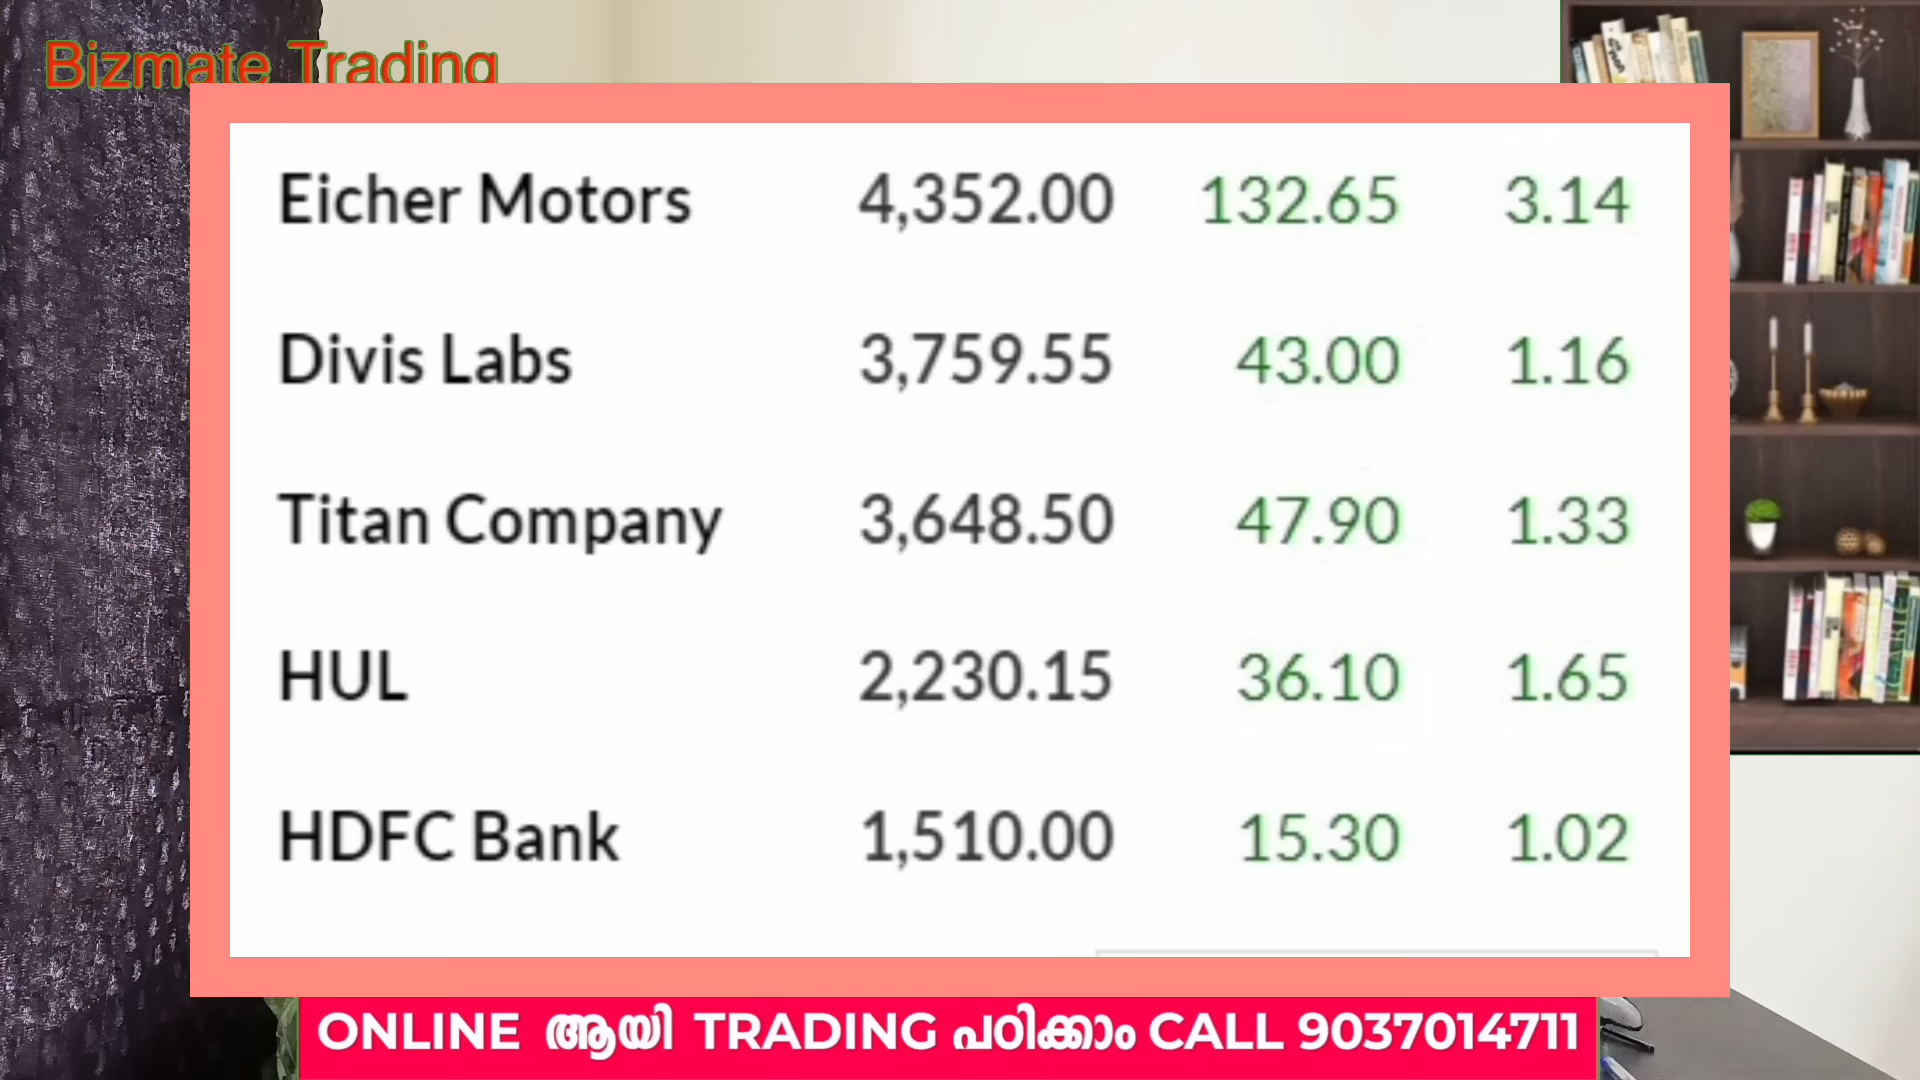 Bizmate Trading
Eicher Motors 4,352.00 132.65 3.14
Divis Labs 3,759.55 43.00 1.16
Titan Company 3,648.50 47.90 1.33
HUL 2,230.15 36.10 1.65
HDFC Bank 1,510.00 15.30 1.02
ONLINE ആയി TRADING പഠിക്കാം CALL 9037014711